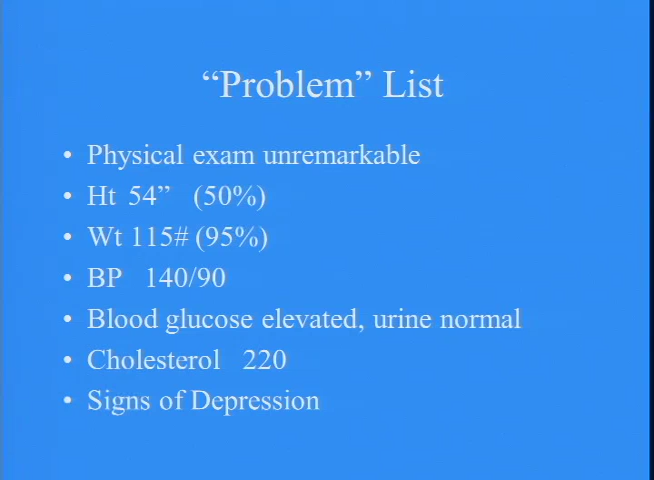 “Problem” List
• Physical exam unremarkable
• Ht 54” (50%)
• Wt 115# (95%)
• BP 140/90
• Blood glucose elevated, urine normal
• Cholesterol 220
• Signs of Depression